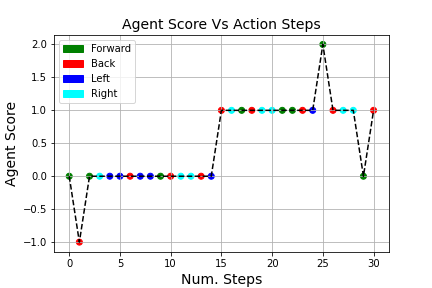 Agent Score Vs Action Steps
2.0
1.5
1.0
0.5
0.0
−0.5
−1.0
Agent Score
Forward
Back
Left
Right
0 5 10 15 20 25 30
Num. Steps